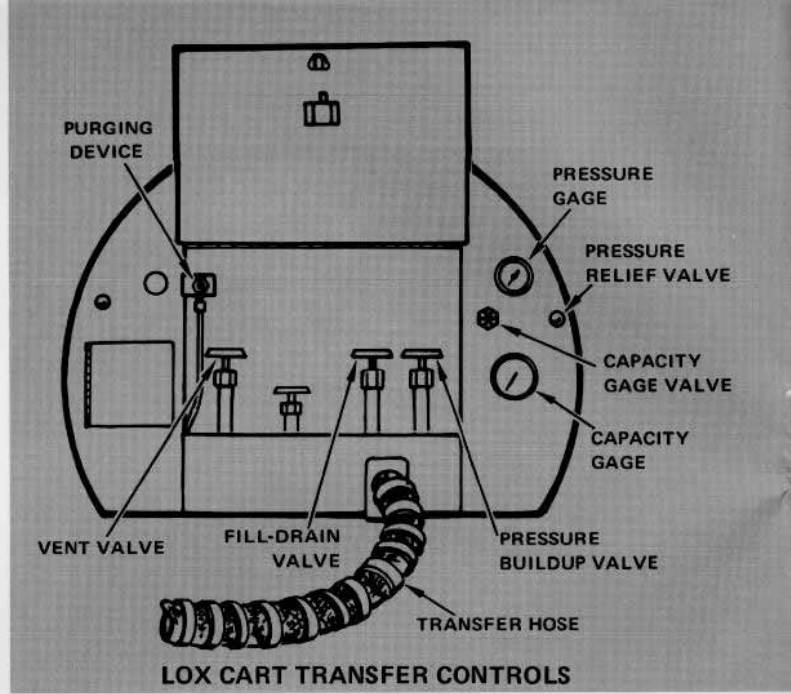 PURGING
DEVICE
PRESSURE
GAGE
PRESSURE
RELIEF VALVE
CAPACITY
GAGE VALVE
CAPACITY
GAGE
VENT VALVE
FILL-DRAIN
VALVE
PRESSURE
BUILDUP VALVE
TRANSFER HOSE
LOX CART TRANSFER CONTROLS